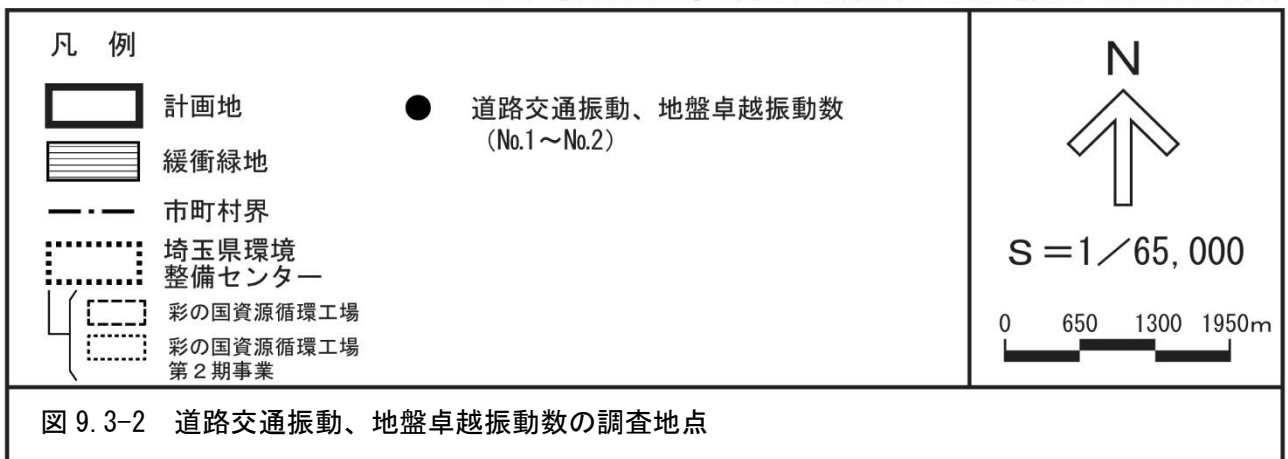 凡 例
計画地
緩衝緑地
市町村界
埼玉県環境
整備センター
彩の国資源循環工場
彩の国資源循環工場
第2期事業
道路交通振動、地盤卓越振動数
(No.1～No.2)
N
S=1/65,000
0 650 1300 1950m
図 9.3-2 道路交通振動、地盤卓越振動数の調査地点